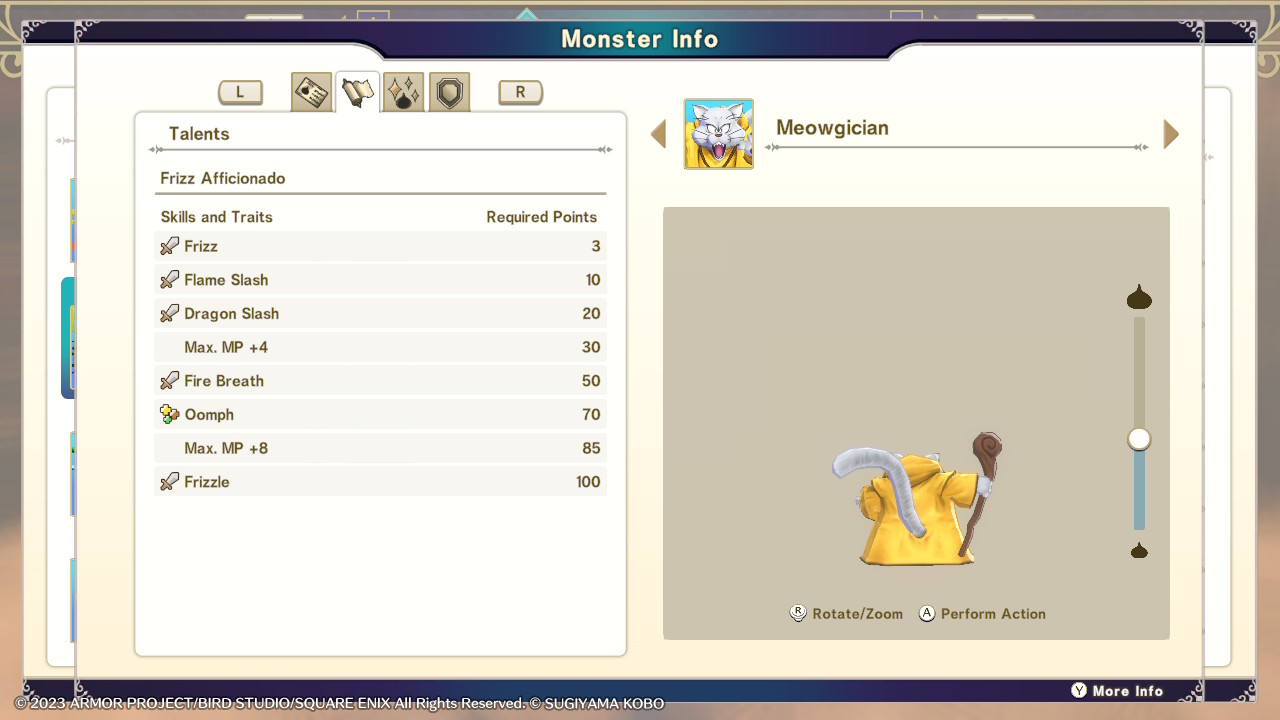 Monster Info
L
R
Talents
Frizz Afficionado
Skills and Traits Required Points
Frizz 3
Flame Slash 10
Dragon Slash 20
Max. MP +4 30
Fire Breath 50
Oomph 70
Max. MP +8 85
Frizzle 100
Meowgician
R Rotate/Zoom A Perform Action
Y More Info
© 2023 ARMOR PROJECT/BIRD STUDIO/SQUARE ENIX All Rights Reserved. © SUGIYAMA KOBO